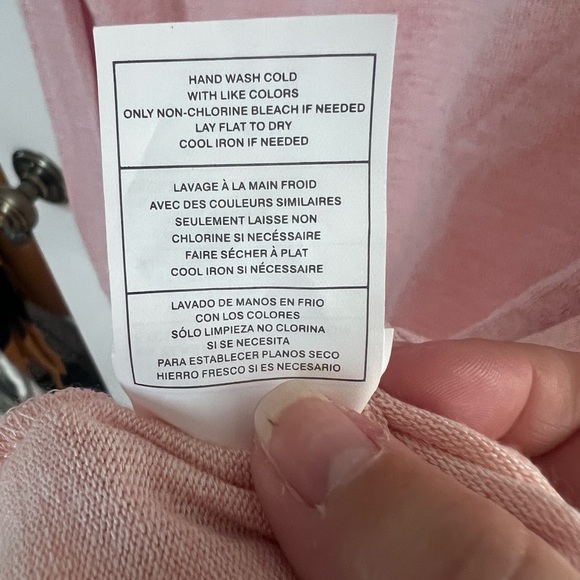 HAND WASH COLD
WITH LIKE COLORS
ONLY NON-CHLORINE BLEACH IF NEEDED
LAY FLAT TO DRY
COOL IRON IF NEEDED
LAVAGE À LA MAIN FROID
AVEC DES COULEURS SIMILAIRES
SEULEMENT LAISSE NON
CHLORINE SI NECÉSSAIRE
FAIRE SÉCHER À PLAT
COOL IRON SI NÉCESSAIRE
LAVADO DE MANOS EN FRIO
CON LOS COLORES
SÓLO LIMPIEZA NO CLORINA
SI SE NECESITA
PARA ESTABLECER PLANOS SECO
HIERRO FRESCO SI ES NECESARIO